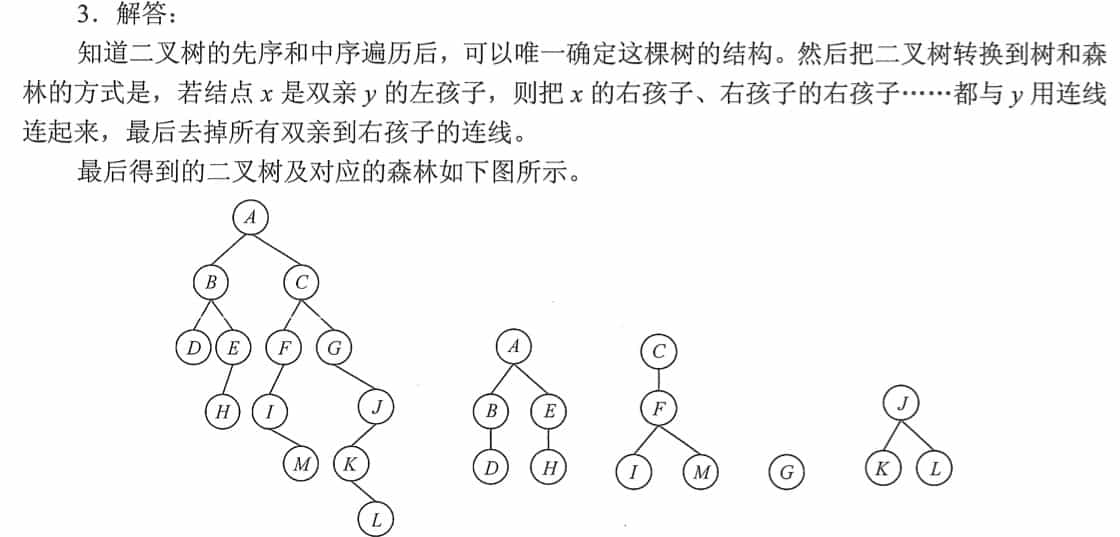 3．解答：
知道二叉树的先序和中序遍历后，可以唯一确定这棵树的结构。然后把二叉树转换到树和森
林的方式是，若结点 x 是双亲 y 的左孩子，则把 x 的右孩子、右孩子的右孩子……都与 y 用连线
连起来，最后去掉所有双亲到右孩子的连线。
最后得到的二叉树及对应的森林如下图所示。
A
B C
D E F G A C
H I J B E F J
M K D H I M G K L
L